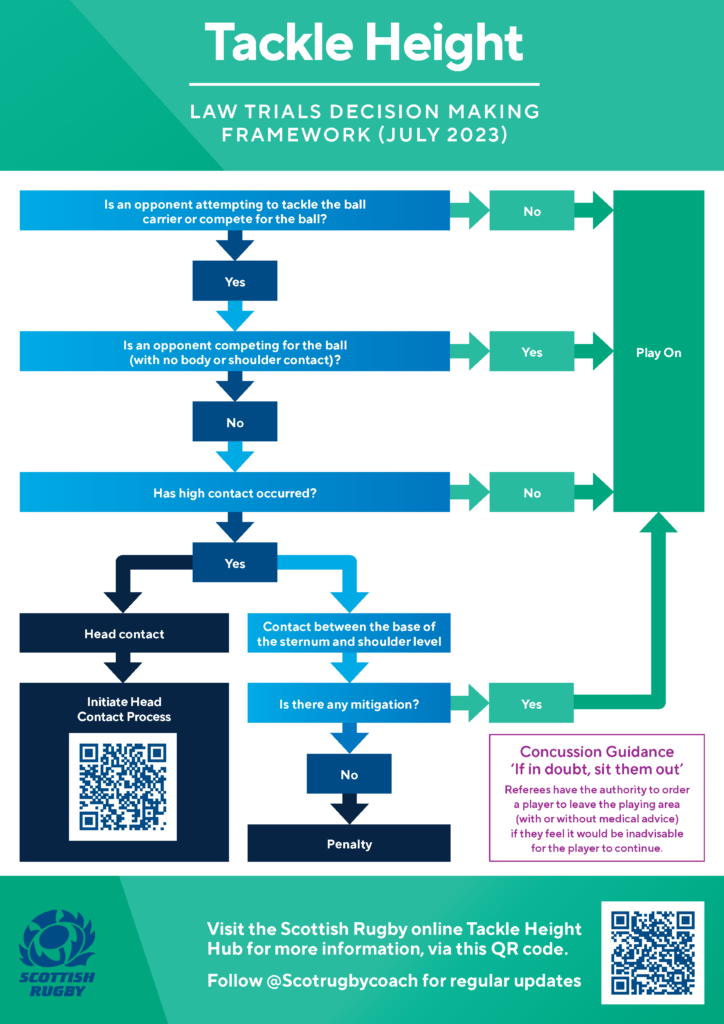 Tackle Height
LAW TRIALS DECISION MAKING
FRAMEWORK (JULY 2023)
Is an opponent attempting to tackle the ball
carrier or compete for the ball?
No
Yes
Is an opponent competing for the ball
(with no body or shoulder contact)?
Yes
Play On
No
Has high contact occurred?
No
Yes
Head contact
Contact between the base of
the sternum and shoulder level
Initiate Head
Contact Process
Is there any mitigation?
Yes
No
Penalty
Concussion Guidance
‘If in doubt, sit them out’
Referees have the authority to order
a player to leave the playing area
(with or without medical advice)
if they feel it would be inadvisable
for the player to continue.
SCOTTISH
RUGBY
Visit the Scottish Rugby online Tackle Height
Hub for more information, via this QR code.
Follow @Scotrugbycoach for regular updates